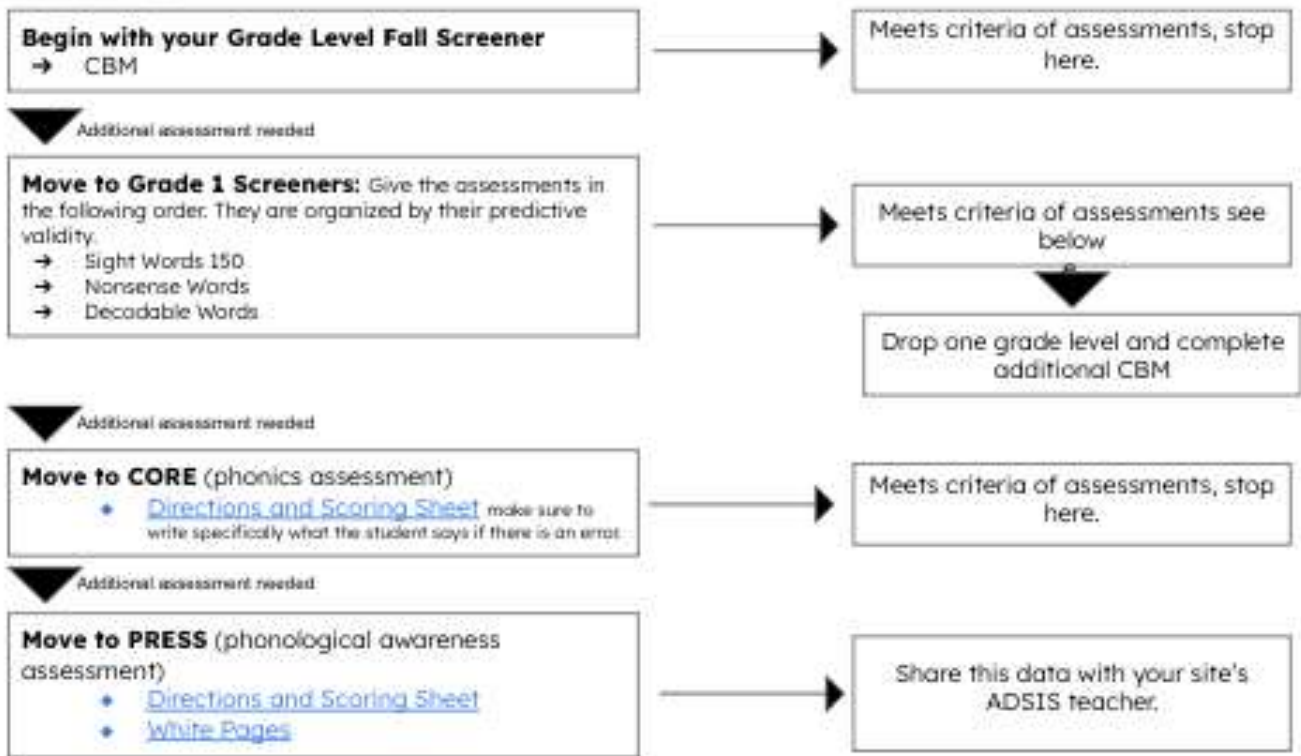 Begin with your Grade Level Fall Screener
➔ CBM
Meets criteria of assessments, stop
here.
Additional assessment needed
Move to Grade 1 Screeners: Give the assessments in
the following order. They are organized by their predictive
validity.
➔ Sight Words 150
➔ Nonsense Words
➔ Decodable Words
Meets criteria of assessments see
below
Drop one grade level and complete
additional CBM
Additional assessment needed
Move to CORE (phonics assessment)
◆ Directions and Scoring Sheet make sure to
write specifically what the student says if there is an error.
Meets criteria of assessments, stop
here.
Additional assessment needed
Move to PRESS (phonological awareness
assessment)
◆ Directions and Scoring Sheet
◆ White Pages
Share this data with your site's
ADSIS teacher.